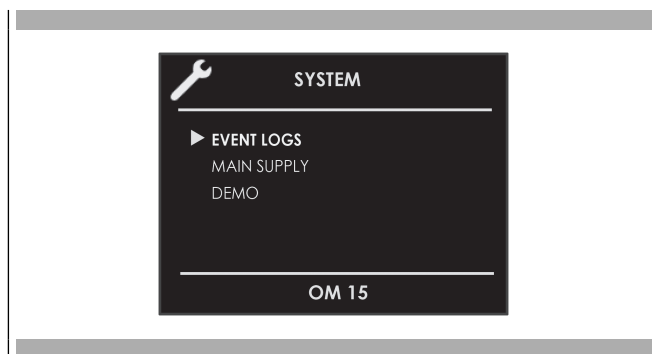 SYSTEM
EVENT LOGS
MAIN SUPPLY
DEMO
OM 15